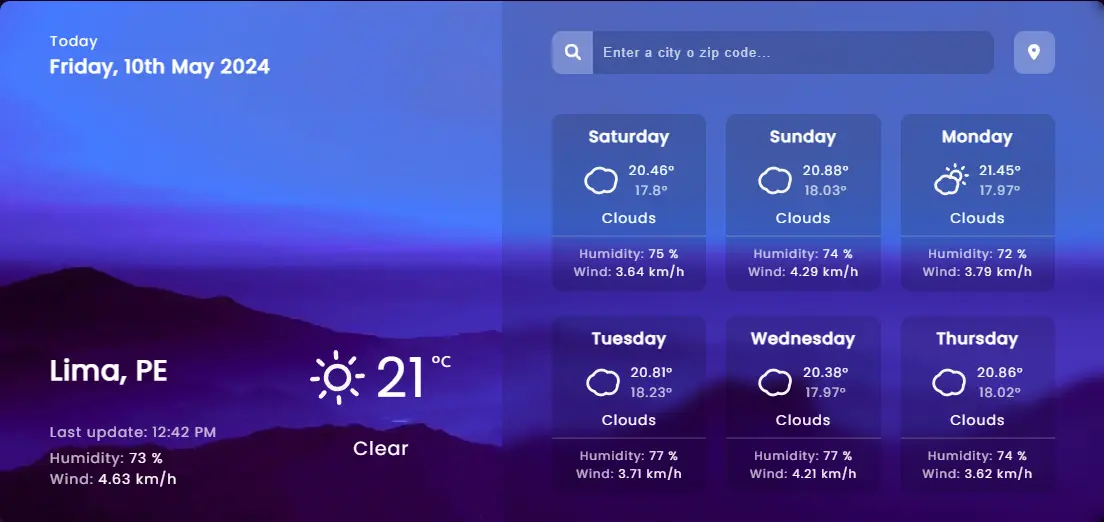 Today
Friday, 10th May 2024
Enter a city o zip code...
Saturday
20.46°
17.8°
Clouds
Humidity: 75 %
Wind: 3.64 km/h
Sunday
20.88°
18.03°
Clouds
Humidity: 74 %
Wind: 4.29 km/h
Monday
21.45°
17.97°
Clouds
Humidity: 72 %
Wind: 3.79 km/h
Lima, PE
21 °C
Clear
Last update: 12:42 PM
Humidity: 73 %
Wind: 4.63 km/h
Tuesday
20.81°
18.23°
Clouds
Humidity: 77 %
Wind: 3.71 km/h
Wednesday
20.38°
17.97°
Clouds
Humidity: 77 %
Wind: 4.21 km/h
Thursday
20.86°
18.02°
Clouds
Humidity: 74 %
Wind: 3.62 km/h